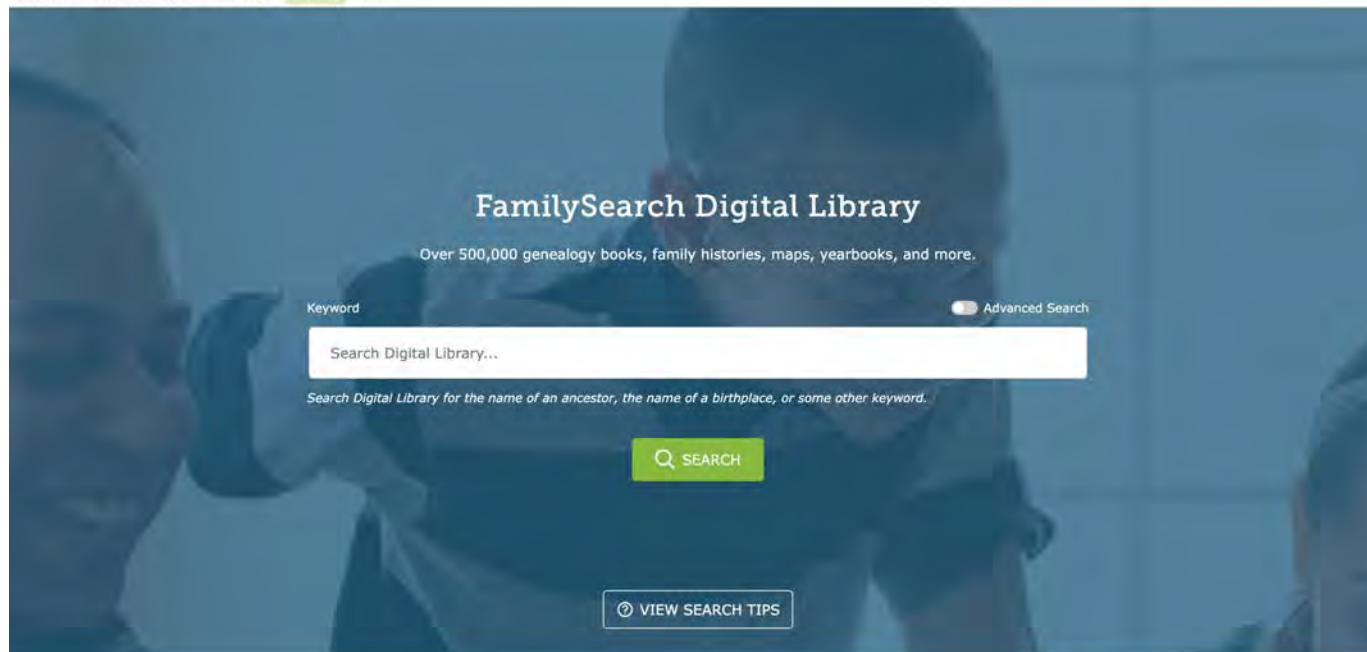 FamilySearch Digital Library
Over 500,000 genealogy books, family histories, maps, yearbooks, and more.
Keyword
Advanced Search
Search Digital Library...
Search Digital Library for the name of an ancestor, the name of a birthplace, or some other keyword.
SEARCH
VIEW SEARCH TIPS